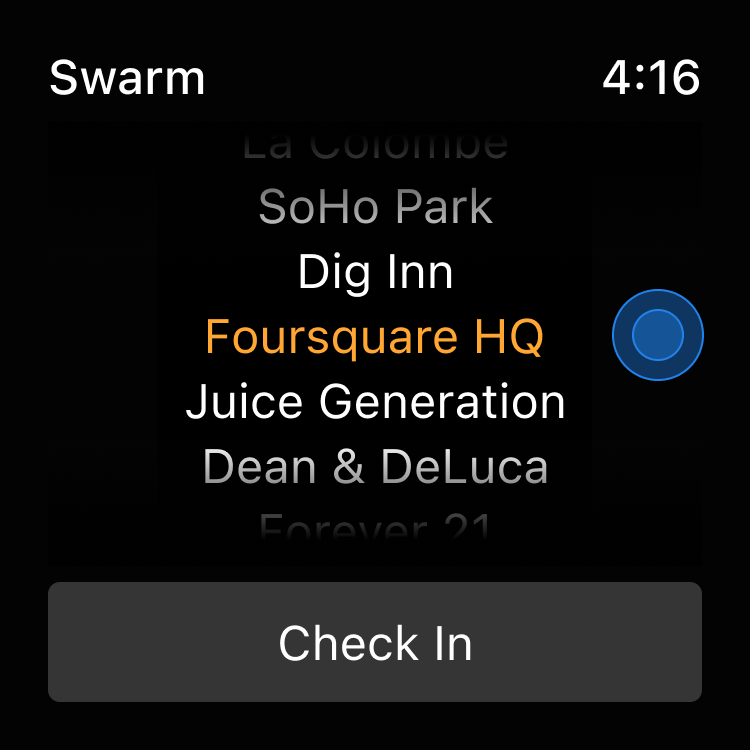 Swarm
4:16
La Colombe
SoHo Park
Dig Inn
Foursquare HQ
Juice Generation
Dean & DeLuca
Forever 21
Check In